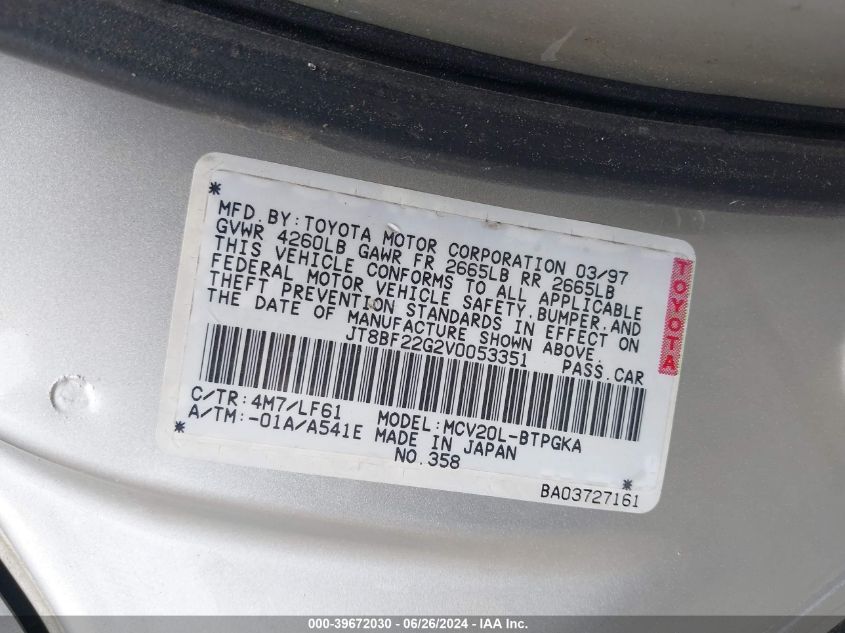 *
MFD.BY:TOYOTA MOTOR CORPORATION 03/97
GVWR 4260LB GAWR FR 2665LB RR 2665LB
THIS VEHICLE CONFORMS TO ALL APPLICABLE
FEDERAL MOTOR VEHICLE SAFETY,BUMPER,AND
THEFT PREVENTION STANDARDS IN EFFECT ON
THE DATE OF MANUFACTURE SHOWN ABOVE.
JT8BF22G2V0053351 PASS.CAR
C/TR:4M7/LF61 MODEL:MCV20L-BTPGKA
A/TM:-01A/A541E MADE IN JAPAN
* NO.358 *
BA03727161
TOYOTA
000-39672030 - 06/26/2024 - IAA Inc.